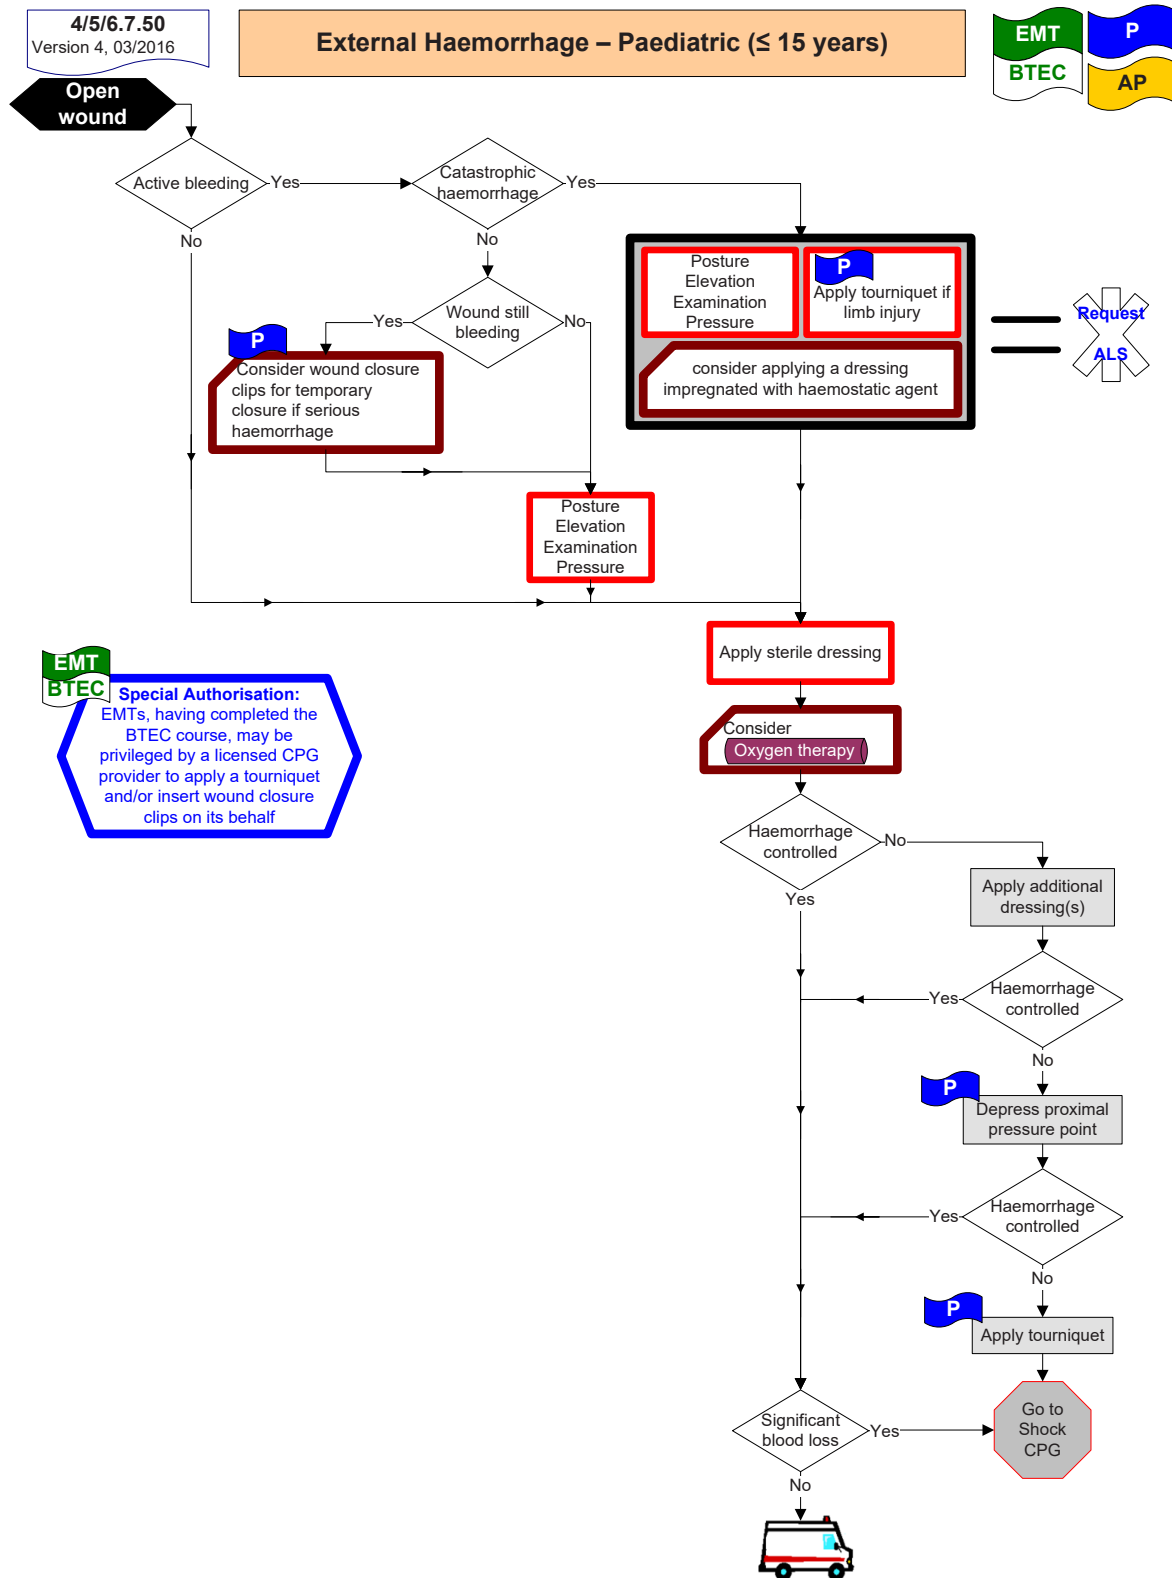 4/5/6.7.50
Version 4, 03/2016
External Haemorrhage – Paediatric (≤ 15 years)
EMT
P
BTEC
AP
Open
wound
Active bleeding
Yes
Catastrophic
haemorrhage
Yes
No
No
Posture
Elevation
Examination
Pressure
P
Apply tourniquet if
limb injury
consider applying a dressing
impregnated with haemostatic agent
Request
ALS
Wound still
bleeding
Yes
No
P
Consider wound closure
clips for temporary
closure if serious
haemorrhage
Posture
Elevation
Examination
Pressure
Apply sterile dressing
EMT
BTEC
Special Authorisation:
EMTs, having completed the
BTEC course, may be
privileged by a licensed CPG
provider to apply a tourniquet
and/or insert wound closure
clips on its behalf
Consider
Oxygen therapy
Haemorrhage
controlled
No
Yes
Apply additional
dressing(s)
Haemorrhage
controlled
Yes
No
P
Depress proximal
pressure point
Haemorrhage
controlled
Yes
No
P
Apply tourniquet
Significant
blood loss
Yes
Go to
Shock
CPG
No